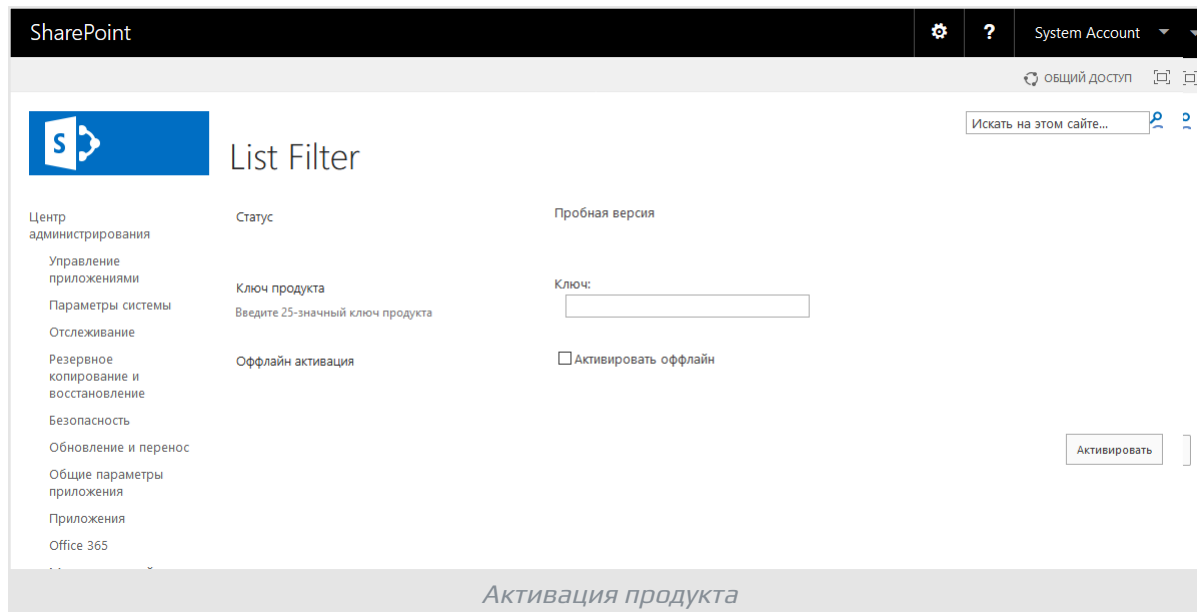 SharePoint
? System Account
ОБЩИЙ ДОСТУП
Искать на этом сайте...
S
List Filter
Центр
администрирования
Управление
приложениями
Параметры системы
Отслеживание
Резервное
копирование и
восстановление
Безопасность
Обновление и перенос
Общие параметры
приложения
Приложения
Office 365
Статус
Пробная версия
Ключ продукта
Введите 25-значный ключ продукта
Ключ:
Оффлайн активация
Активировать оффлайн
Активировать
Активация продукта